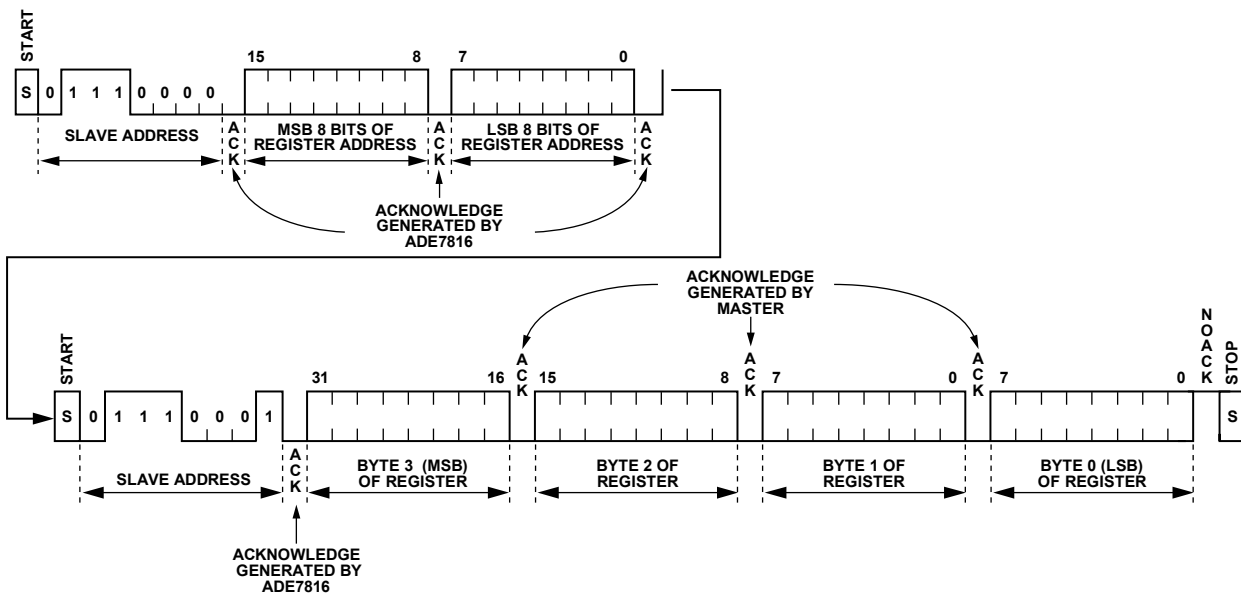 START
15 8 7 0
S 0 1 1 1 0 0 0 0
SLAVE ADDRESS
ACK
MSB 8 BITS OF
REGISTER ADDRESS
ACK
LSB 8 BITS OF
REGISTER ADDRESS
ACK
ACKNOWLEDGE
GENERATED BY
ADE7816
ACKNOWLEDGE
GENERATED BY
MASTER
START
31 16
ACK
15 8
ACK
7 0
ACK
7 0
NOACK
STOP
S 0 1 1 1 0 0 0 1
S
SLAVE ADDRESS
ACK
BYTE 3 (MSB)
OF REGISTER
BYTE 2 OF
REGISTER
BYTE 1 OF
REGISTER
BYTE 0 (LSB)
OF REGISTER
ACKNOWLEDGE
GENERATED BY
ADE7816